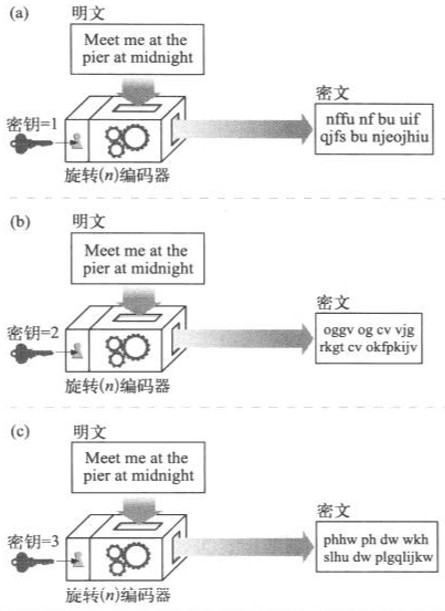 (a)
明文
Meet me at the
pier at midnight
密钥=1
旋转(n)编码器
密文
nffu nf bu uif
qjfs bu njeojhiu
(b)
明文
Meet me at the
pier at midnight
密钥=2
旋转(n)编码器
密文
oggv og cv vjg
rkgt cv okfpkijv
(c)
明文
Meet me at the
pier at midnight
密钥=3
旋转(n)编码器
密文
phhw ph dw wkh
slhu dw plgqlijkw